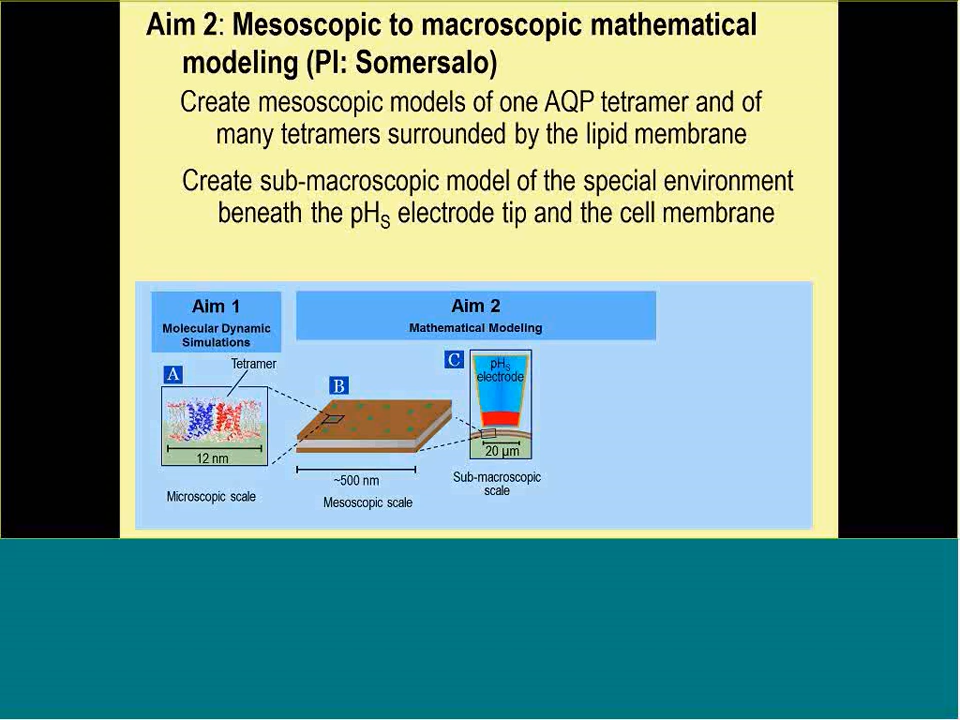 Aim 2: Mesoscopic to macroscopic mathematical
modeling (PI: Somersalo)
Create mesoscopic models of one AQP tetramer and of
many tetramers surrounded by the lipid membrane
Create sub-macroscopic model of the special environment
beneath the pHS electrode tip and the cell membrane
Aim 1
Molecular Dynamic
Simulations
Aim 2
Mathematical Modeling
A
Tetramer
12 nm
Microscopic scale
B
~500 nm
Mesoscopic scale
C
pHS
electrode
20 µm
Sub-macroscopic
scale